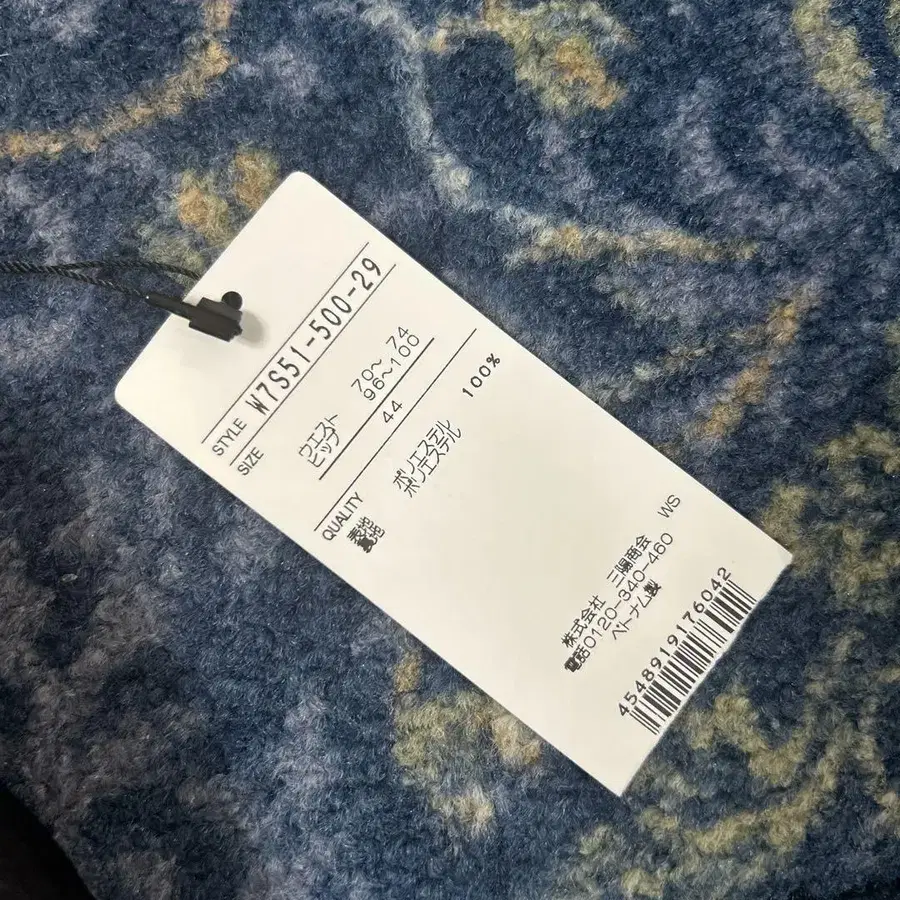 STYLE W7S51-500-29
SIZE
ウエスト 70～ 74
ヒップ 96～100
44
QUALITY
表地 ポリエステル 100%
裏地 ポリエステル
WS
株式会社 三陽商会
電話0120-340-460
ベトナム製
4548919176042